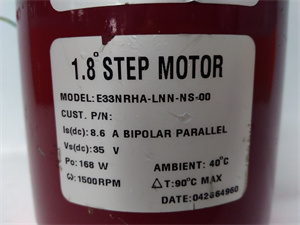 1.8° STEP MOTOR
MODEL:E33NRHA-LNN-NS-00
CUST. P/N:
Is(dc):8.6 A BIPOLAR PARALLEL
Vs(dc):35 V
Po:168 W AMBIENT: 40°C
ω:1500RPM △T:90°C MAX
DATE:042664960